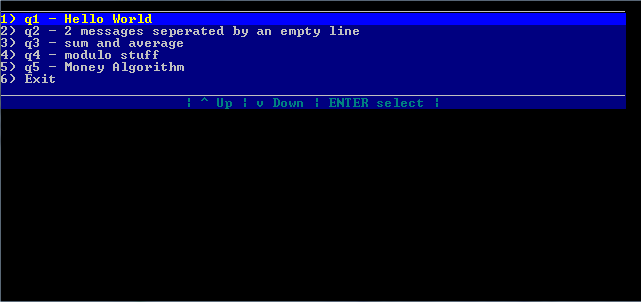 1) q1 - Hello World
2) q2 - 2 messages seperated by an empty line
3) q3 - sum and average
4) q4 - modulo stuff
5) q5 - Money Algorithm
6) Exit
| ^ Up | v Down | ENTER select |